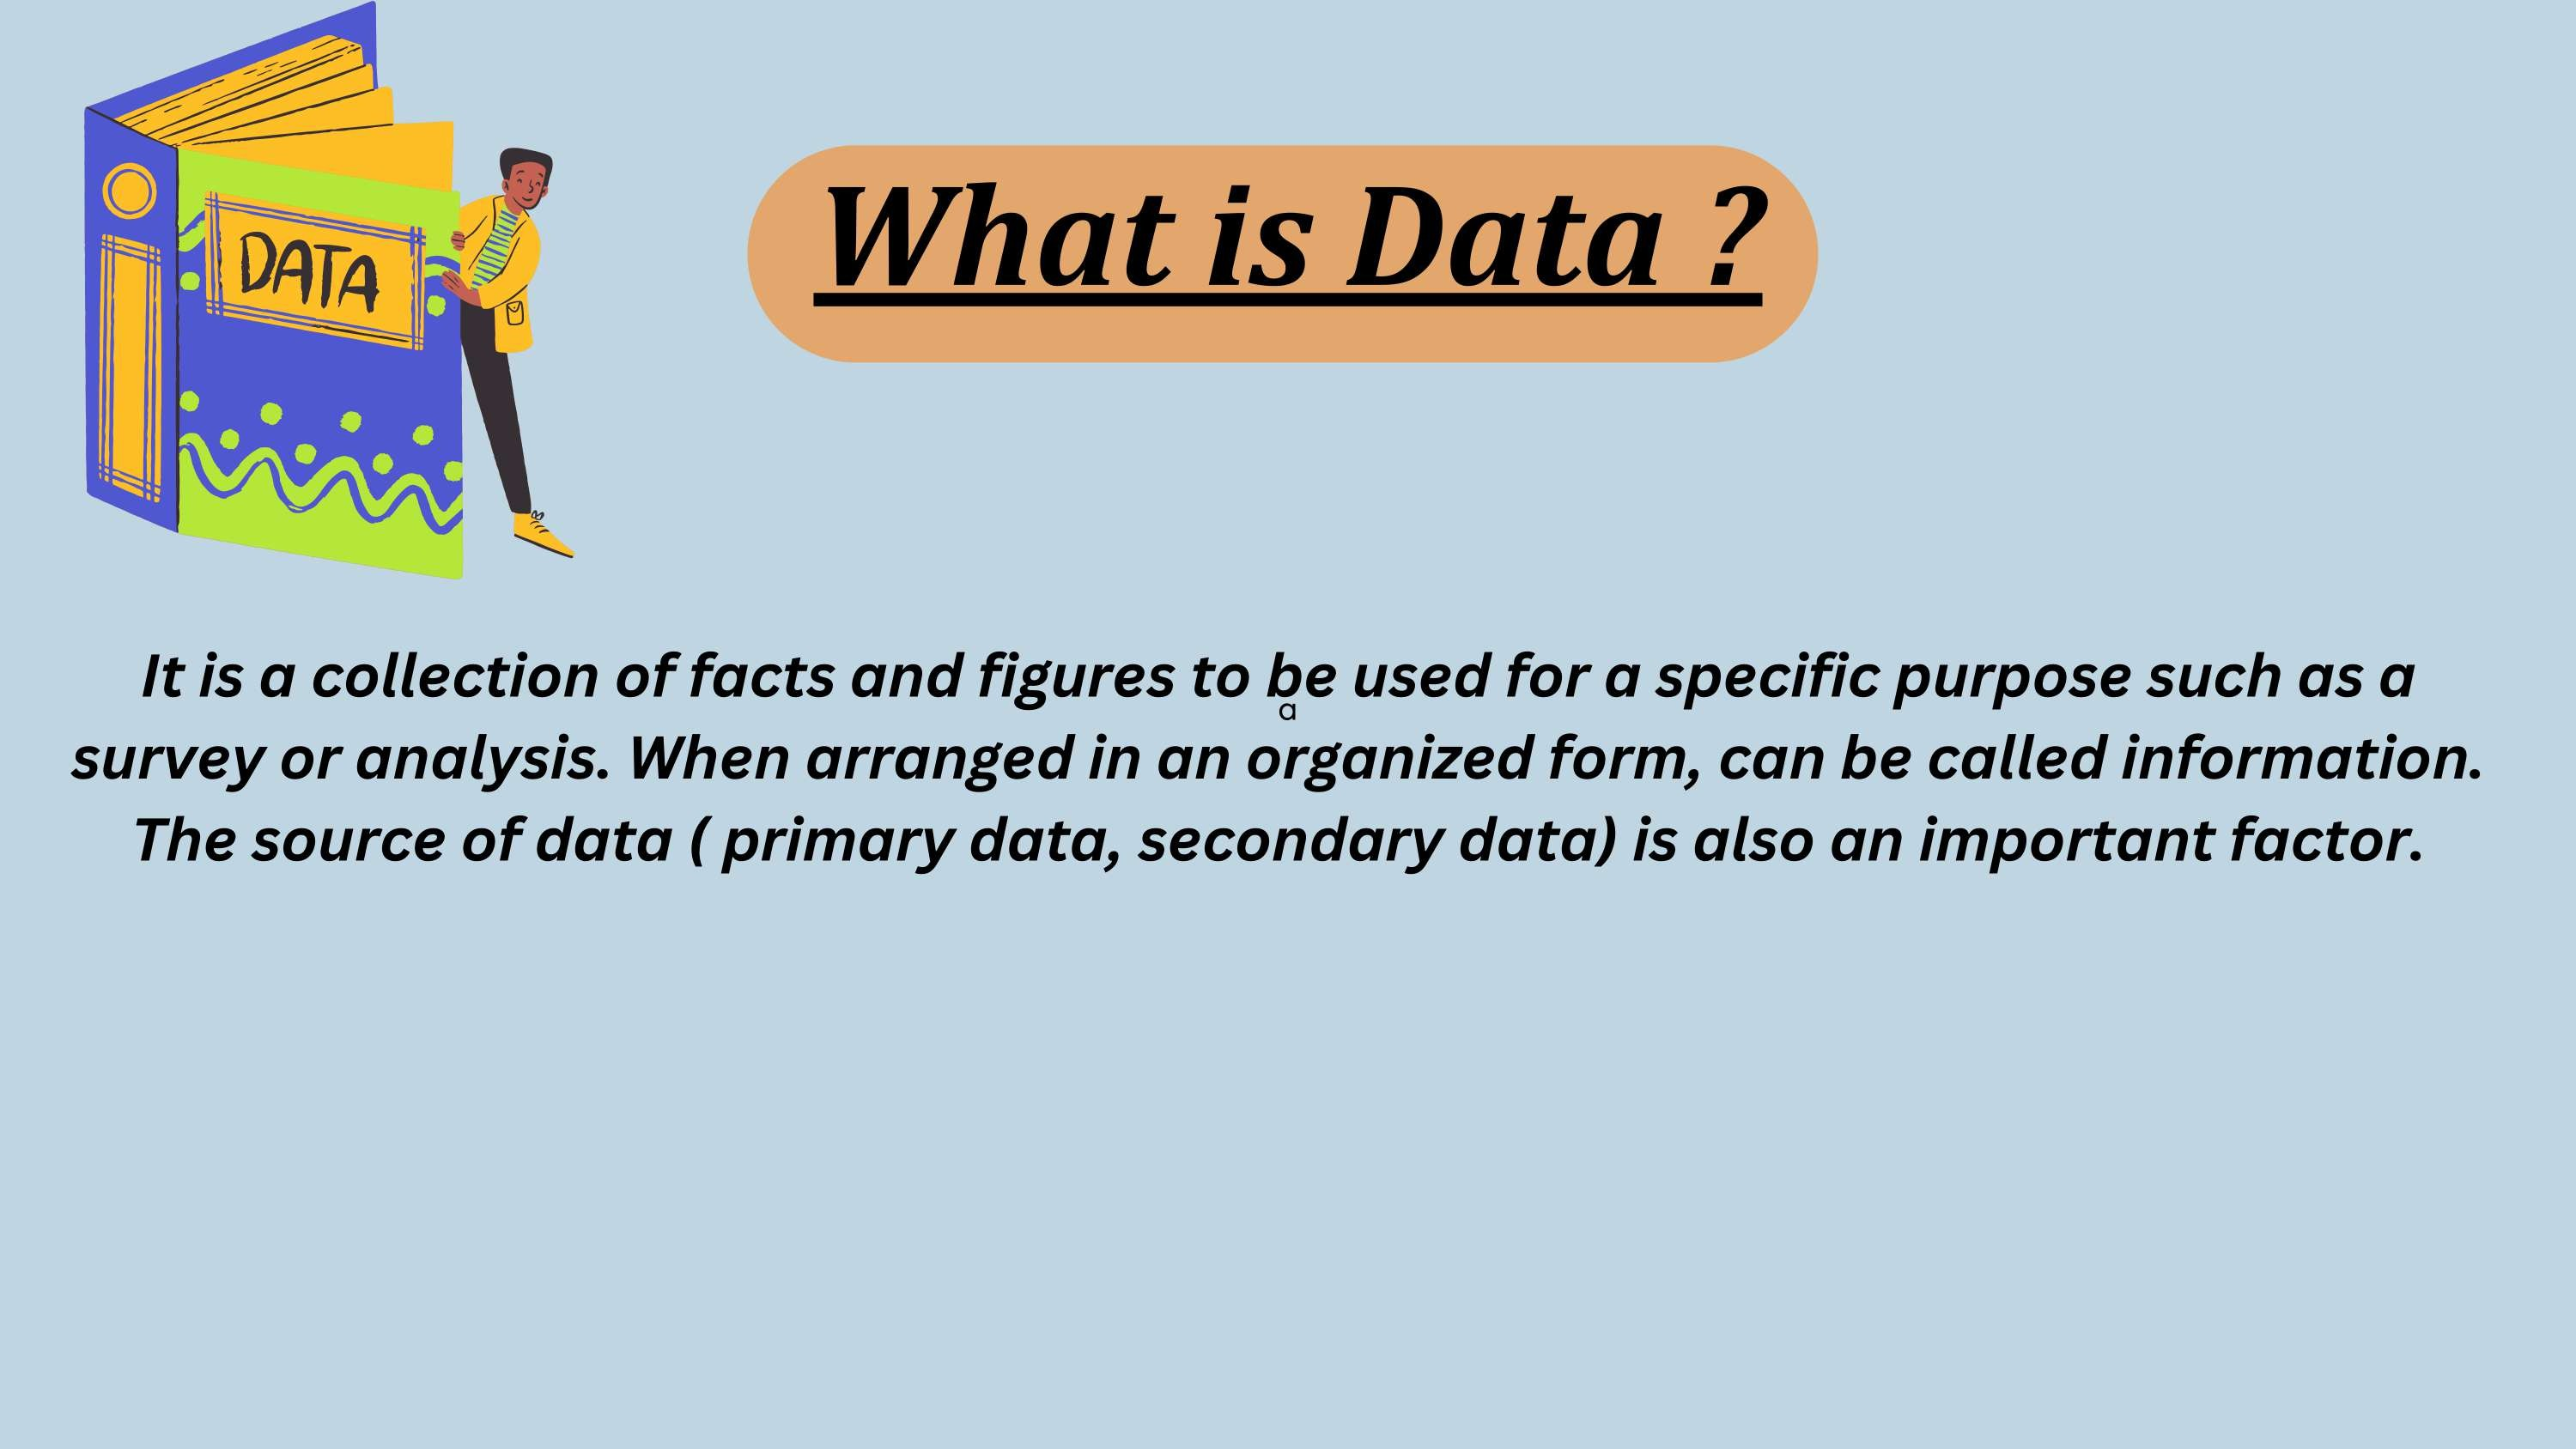 DATA
What is Data ?
It is a collection of facts and figures to be used for a specific purpose such as a
a
survey or analysis. When arranged in an organized form, can be called information.
The source of data ( primary data, secondary data) is also an important factor.